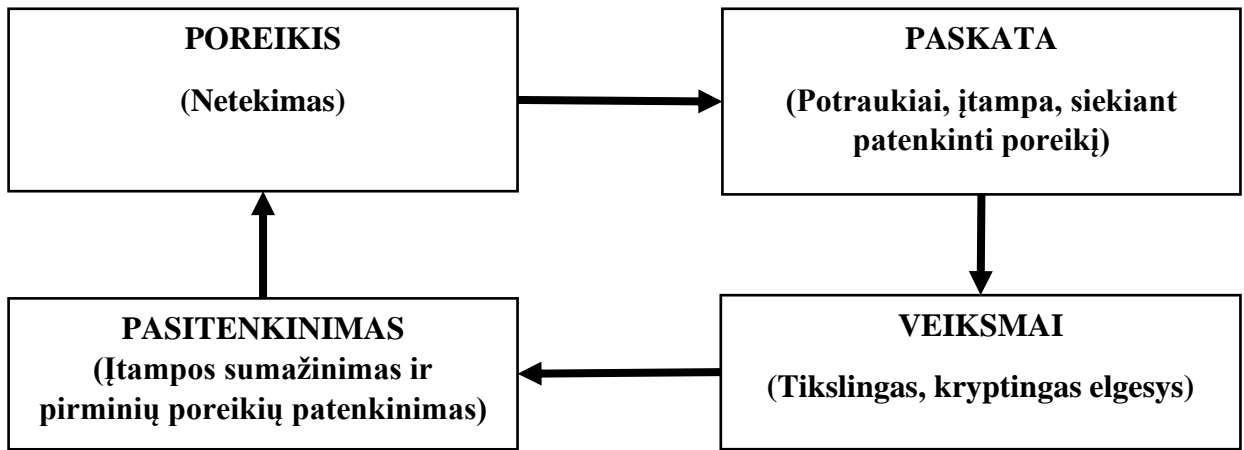 POREIKIS
(Netekimas)
PASKATA
(Potraukiai, įtampa, siekiant
patenkinti poreikį)
PASITENKINIMAS
(Įtampos sumažinimas ir
pirminių poreikių patenkinimas)
VEIKSMAI
(Tikslingas, kryptingas elgesys)